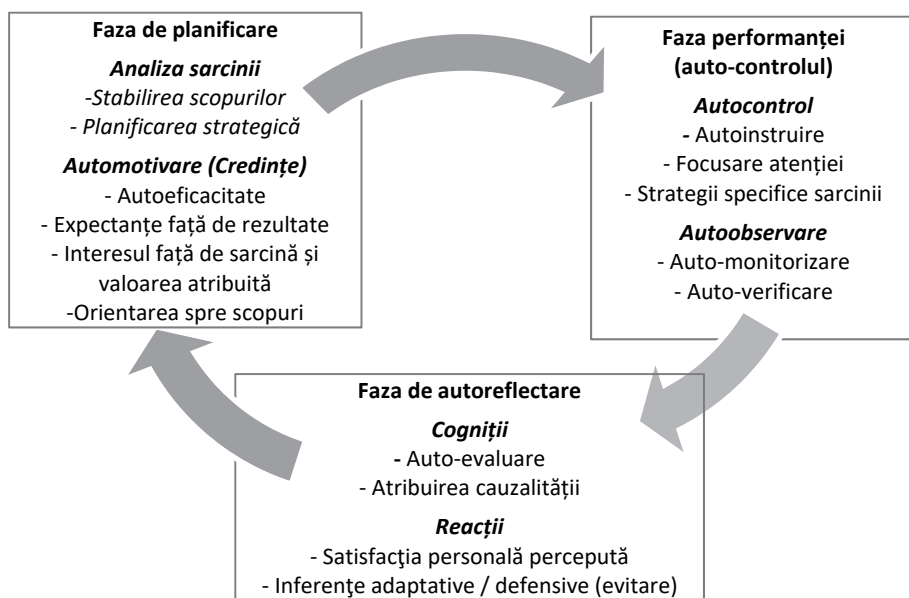 Faza de planificare
Analiza sarcinii
-Stabilirea scopurilor
- Planificarea strategică
Automotivare (Credințe)
- Autoeficacitate
- Expectanțe față de rezultate
- Interesul față de sarcină și
valoarea atribuită
-Orientarea spre scopuri
Faza performanței
(auto-controlul)
Autocontrol
- Autoinstruire
- Focusare atenției
- Strategii specifice sarcinii
Autoobservare
- Auto-monitorizare
- Auto-verificare
Faza de autoreflectare
Cogniții
- Auto-evaluare
- Atribuirea cauzalității
Reacții
- Satisfacţia personală percepută
- Inferenţe adaptative / defensive (evitare)